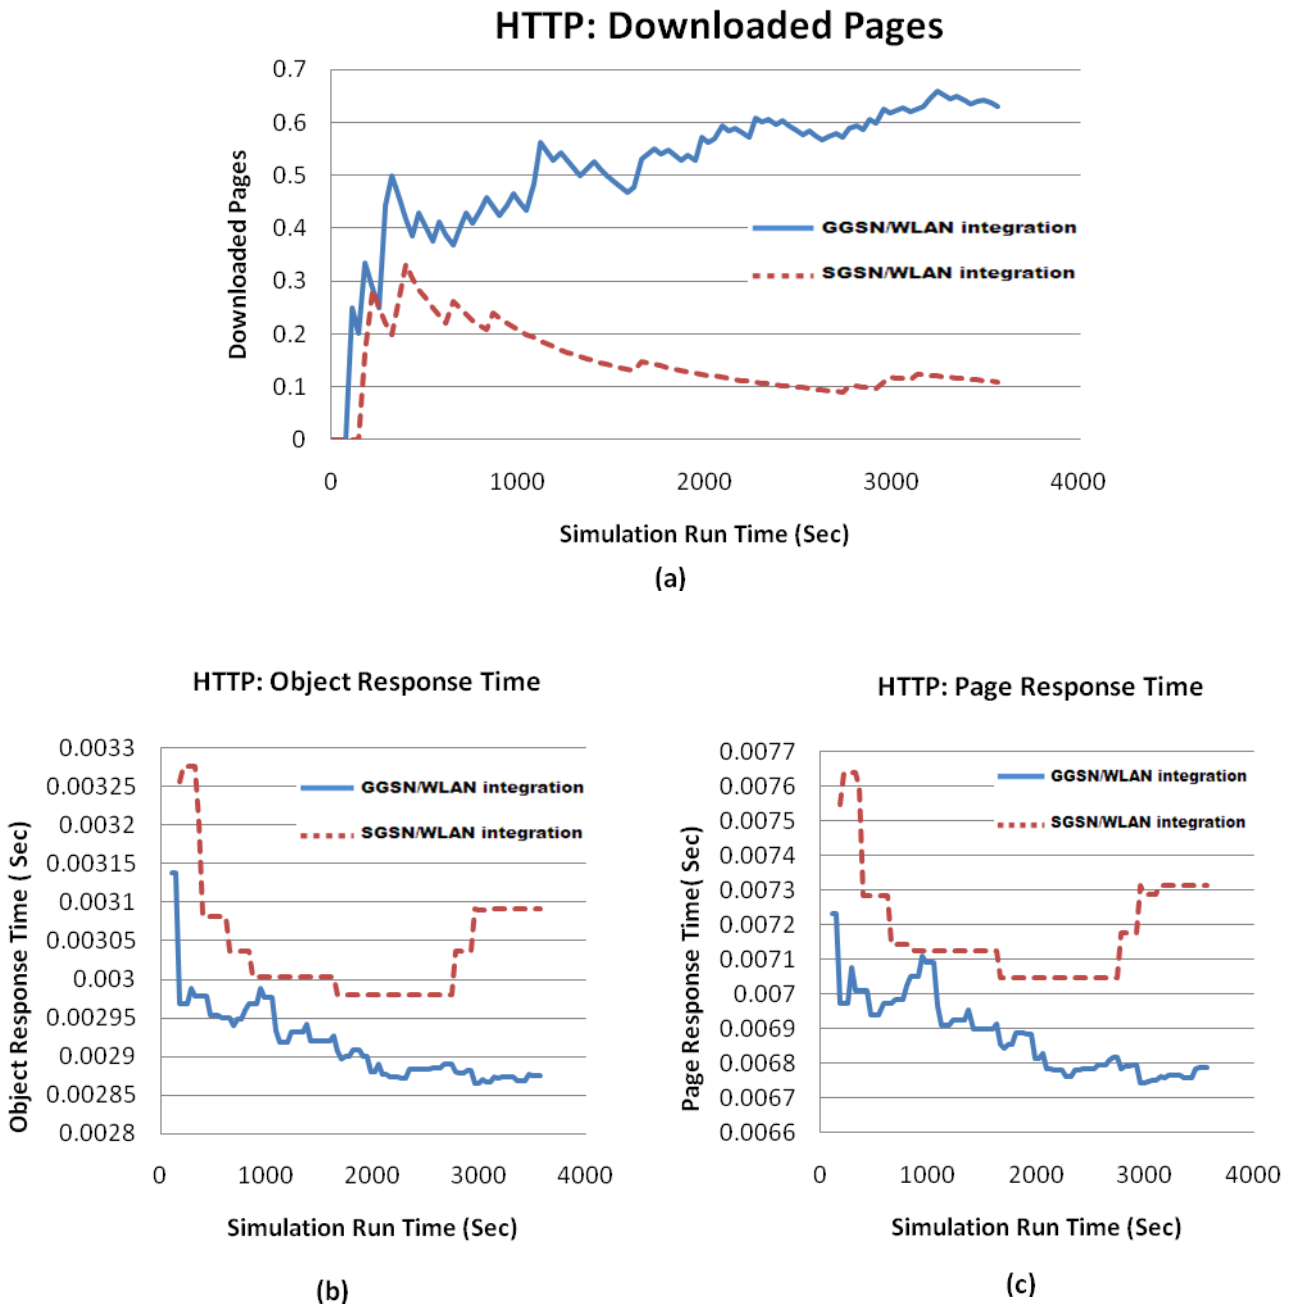 HTTP: Downloaded Pages
0.7
0.6
0.5
0.4
0.3
0.2
0.1
0
Downloaded Pages
GGSN/WLAN integration
SGSN/WLAN integration
0 1000 2000 3000 4000
Simulation Run Time (Sec)
(a)
HTTP: Object Response Time
0.0033
0.00325
0.0032
0.00315
0.0031
0.00305
0.003
0.00295
0.0029
0.00285
0.0028
Object Response Time ( Sec)
GGSN/WLAN integration
SGSN/WLAN integration
0 1000 2000 3000 4000
Simulation Run Time (Sec)
(b)
HTTP: Page Response Time
0.0077
0.0076
0.0075
0.0074
0.0073
0.0072
0.0071
0.007
0.0069
0.0068
0.0067
0.0066
Page Response Time( Sec)
GGSN/WLAN integration
SGSN/WLAN integration
0 1000 2000 3000 4000
Simulation Run Time (Sec)
(c)